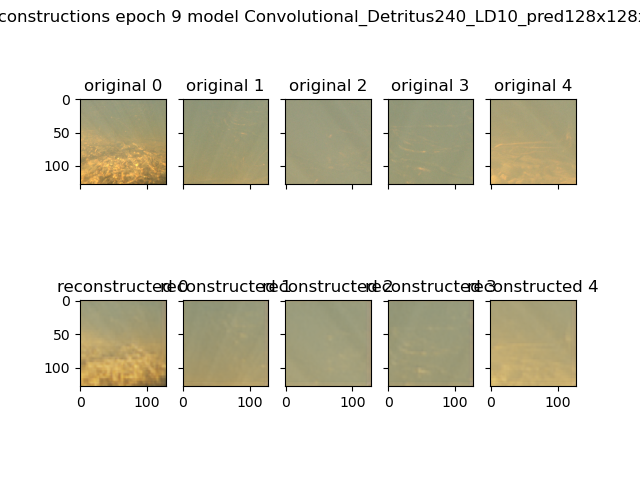 constructions epoch 9 model Convolutional_Detritus240_LD10_pred128x128
original 0 original 1 original 2 original 3 original 4
0
50
100
reconstructed 0 reconstructed 1 reconstructed 2 reconstructed 3 reconstructed 4
0
50
100
0 100 0 100 0 100 0 100 0 100